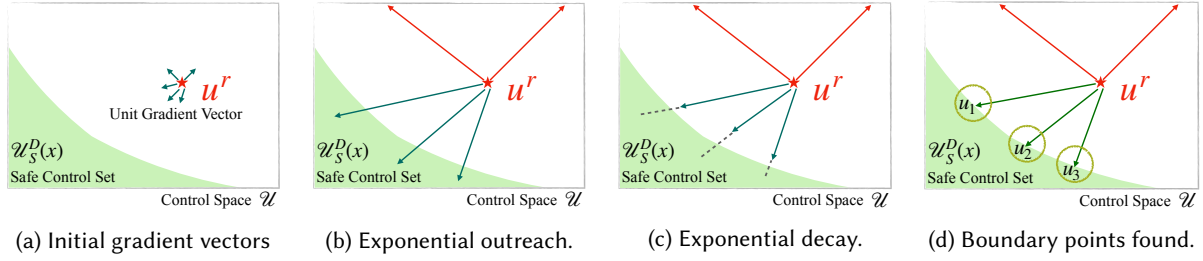 u^r
Unit Gradient Vector
𝒰_S^D(x)
Safe Control Set
Control Space 𝒰
(a) Initial gradient vectors
u^r
𝒰_S^D(x)
Safe Control Set
Control Space 𝒰
(b) Exponential outreach.
u^r
𝒰_S^D(x)
Safe Control Set
Control Space 𝒰
(c) Exponential decay.
u^r
u_1
u_2
u_3
𝒰_S^D(x)
Safe Control Set
Control Space 𝒰
(d) Boundary points found.